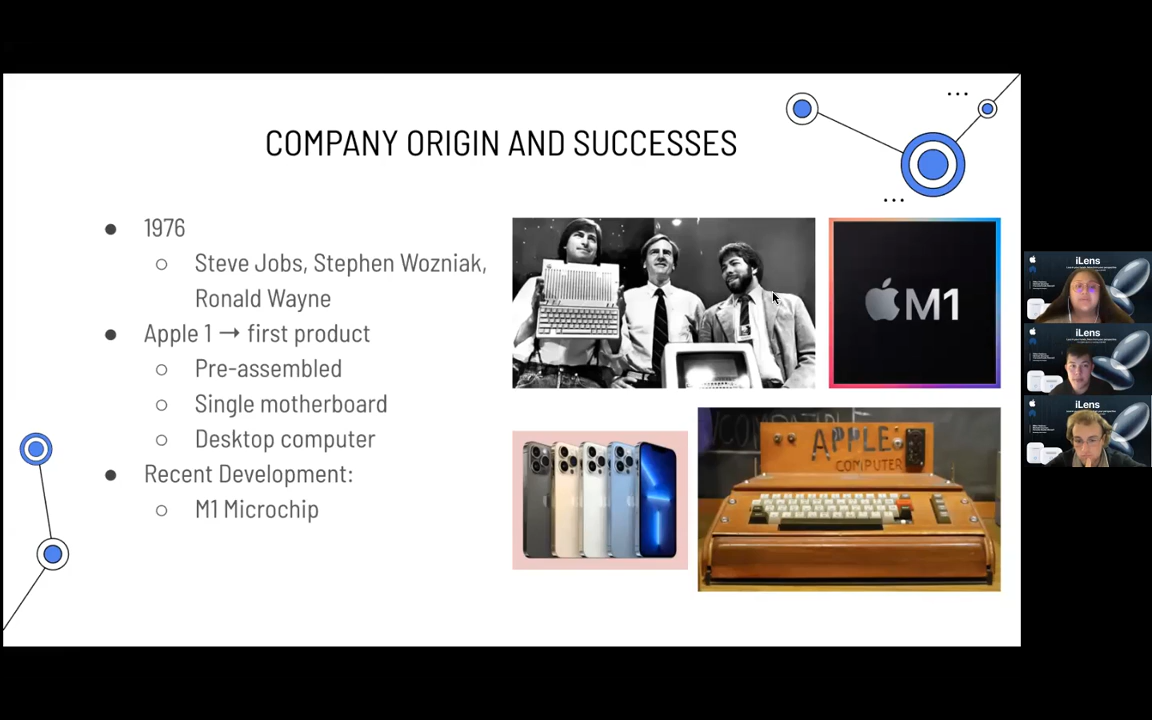 COMPANY ORIGIN AND SUCCESSES
● 1976
○ Steve Jobs, Stephen Wozniak,
Ronald Wayne
● Apple 1 → first product
○ Pre-assembled
○ Single motherboard
○ Desktop computer
● Recent Development:
○ M1 Microchip
M1
APPLE
COMPUTER
iLens
iLens
iLens